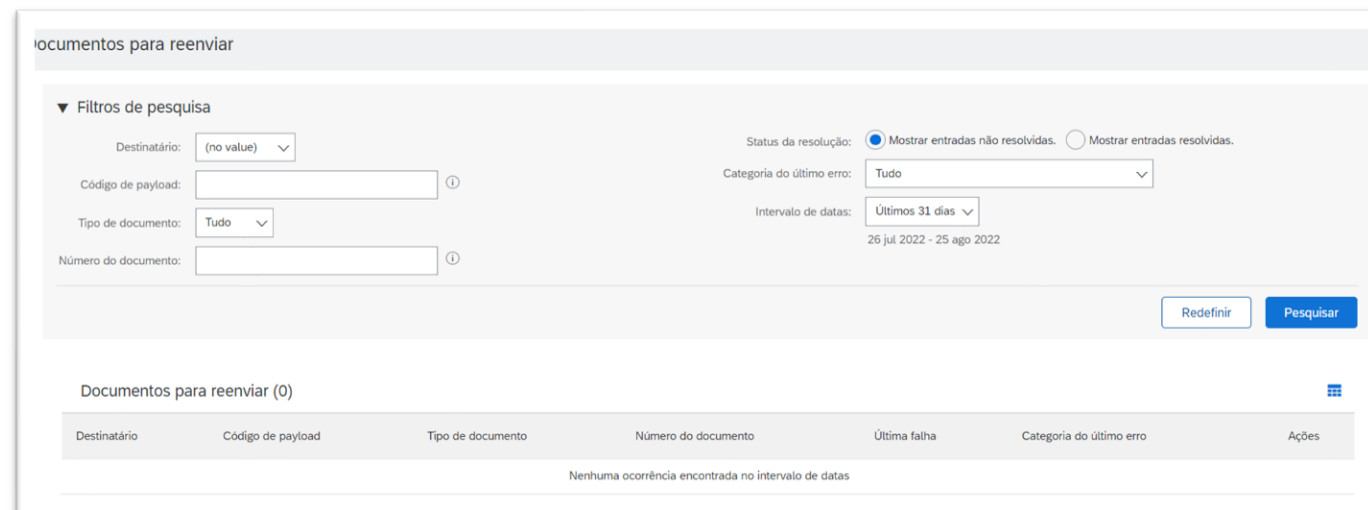 Documentos para reenviar
▼ Filtros de pesquisa
Destinatário: (no value)
Código de payload:
Tipo de documento: Tudo
Número do documento:
Status da resolução: Mostrar entradas não resolvidas. Mostrar entradas resolvidas.
Categoria do último erro: Tudo
Intervalo de datas: Últimos 31 dias
26 jul 2022 - 25 ago 2022
Redefinir Pesquisar
Documentos para reenviar (0)
Destinatário Código de payload Tipo de documento Número do documento Última falha Categoria do último erro Ações
Nenhuma ocorrência encontrada no intervalo de datas